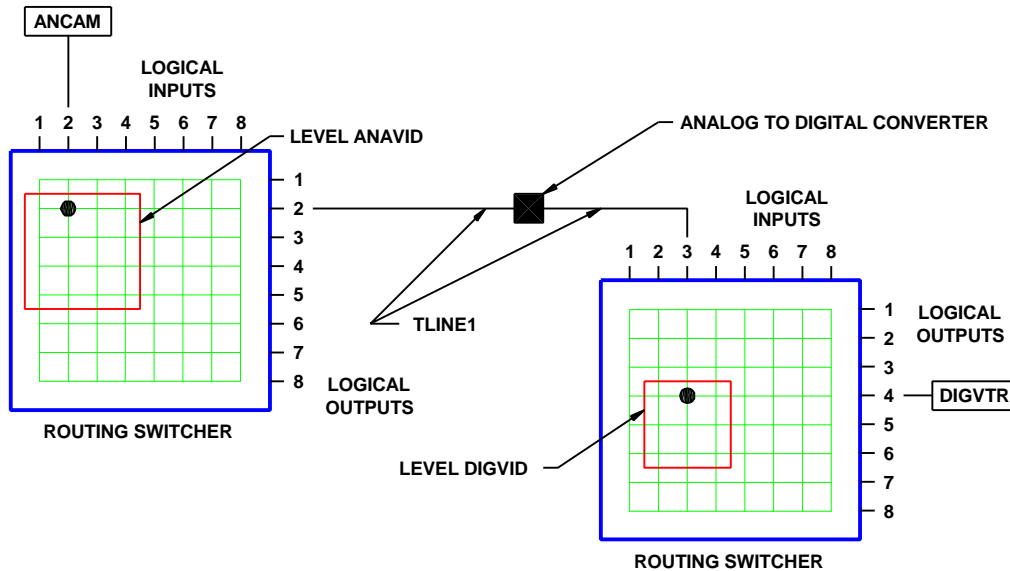 ANCAM
LOGICAL
INPUTS
1 2 3 4 5 6 7 8
LEVEL ANAVID
ANALOG TO DIGITAL CONVERTER
1
2
3
4
5
6
7
8
LOGICAL
OUTPUTS
ROUTING SWITCHER
TLINE1
LOGICAL
INPUTS
1 2 3 4 5 6 7 8
1
2
3
4
5
6
7
8
LOGICAL
OUTPUTS
DIGVTR
LEVEL DIGVID
ROUTING SWITCHER